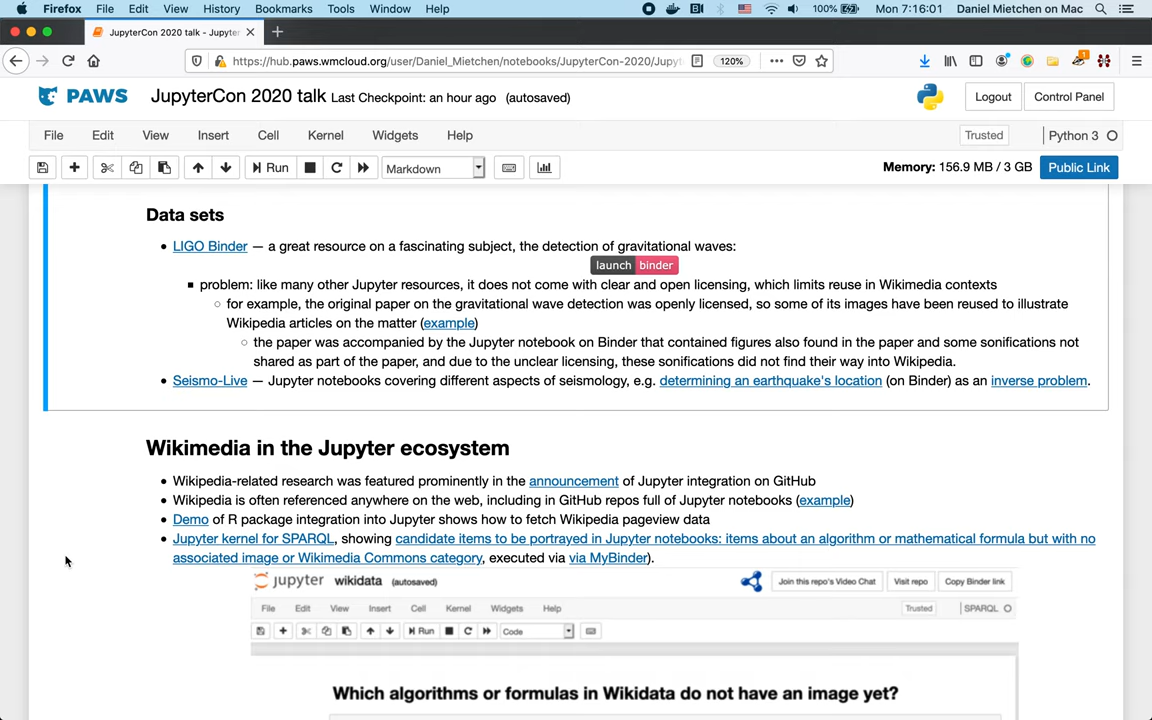 Firefox File Edit View History Bookmarks Tools Window Help 100% Mon 7:16:01 Daniel Mietchen on Mac
JupyterCon 2020 talk - Jupyter
https://hub.paws.wmcloud.org/user/Daniel_Mietchen/notebooks/JupyterCon-2020/Jupyt 120% 1
PAWS JupyterCon 2020 talk Last Checkpoint: an hour ago (autosaved) Logout Control Panel
File Edit View Insert Cell Kernel Widgets Help Trusted Python 3
Run Markdown Memory: 156.9 MB / 3 GB Public Link
Data sets
• LIGO Binder — a great resource on a fascinating subject, the detection of gravitational waves:
launch binder
▪ problem: like many other Jupyter resources, it does not come with clear and open licensing, which limits reuse in Wikimedia contexts
○ for example, the original paper on the gravitational wave detection was openly licensed, so some of its images have been reused to illustrate
Wikipedia articles on the matter (example)
○ the paper was accompanied by the Jupyter notebook on Binder that contained figures also found in the paper and some sonifications not
shared as part of the paper, and due to the unclear licensing, these sonifications did not find their way into Wikipedia.
• Seismo-Live — Jupyter notebooks covering different aspects of seismology, e.g. determining an earthquake's location (on Binder) as an inverse problem.
Wikimedia in the Jupyter ecosystem
• Wikipedia-related research was featured prominently in the announcement of Jupyter integration on GitHub
• Wikipedia is often referenced anywhere on the web, including in GitHub repos full of Jupyter notebooks (example)
• Demo of R package integration into Jupyter shows how to fetch Wikipedia pageview data
• Jupyter kernel for SPARQL, showing candidate items to be portrayed in Jupyter notebooks: items about an algorithm or mathematical formula but with no
associated image or Wikimedia Commons category, executed via via MyBinder).
jupyter wikidata (autosaved) Join this repo's Video Chat Visit repo Copy Binder link
File Edit View Insert Cell Kernel Widgets Help Trusted SPARQL
Run Code
Which algorithms or formulas in Wikidata do not have an image yet?